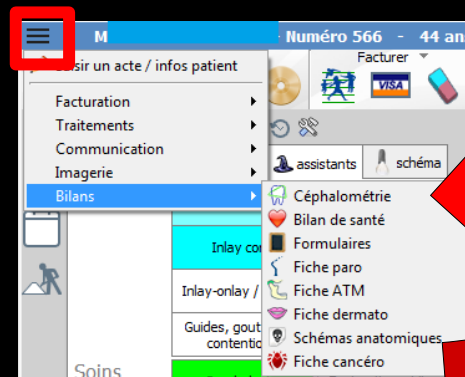 M Numéro 566 - 44 an
Facturer
isir un acte / infos patient
VISA
Facturation
Traitements
Communication
Imagerie
Bilans
assistants
schéma
Céphalométrie
Bilan de santé
Formulaires
Fiche paro
Fiche ATM
Fiche dermato
Schémas anatomiques
Fiche cancéro
Inlay co
Inlay-onlay /
Guides, gout
contentio
Soins